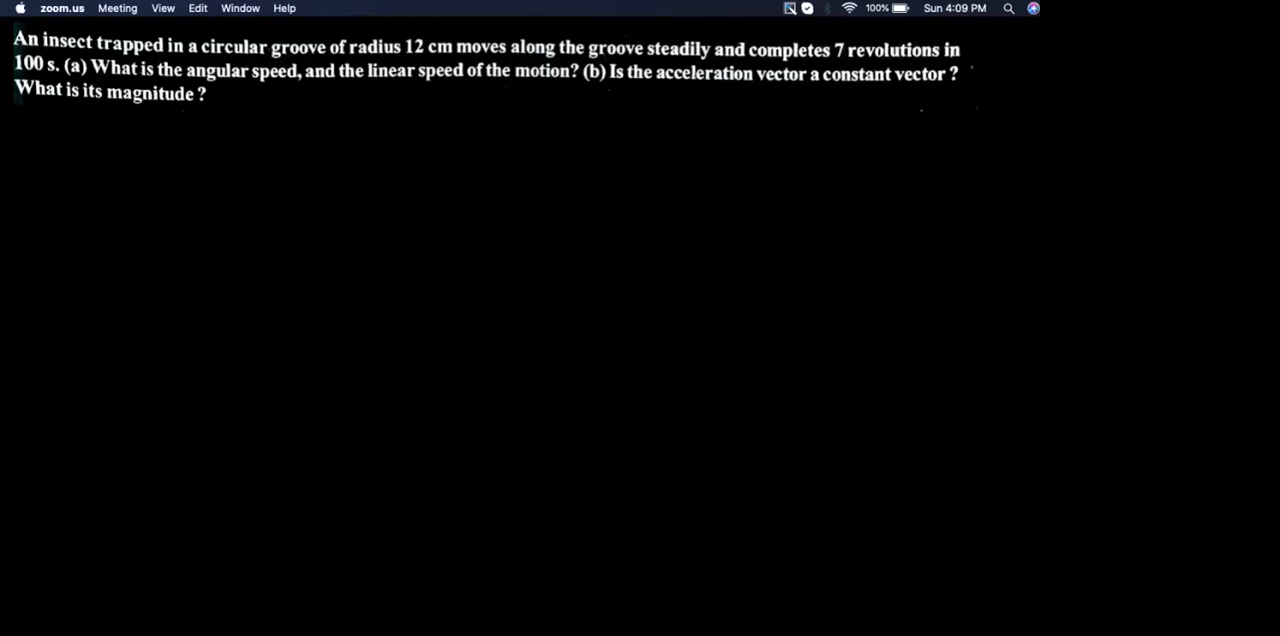 zoom.us Meeting View Edit Window Help 100% Sun 4:09 PM
An insect trapped in a circular groove of radius 12 cm moves along the groove steadily and completes 7 revolutions in
100 s. (a) What is the angular speed, and the linear speed of the motion? (b) Is the acceleration vector a constant vector ?
What is its magnitude ?